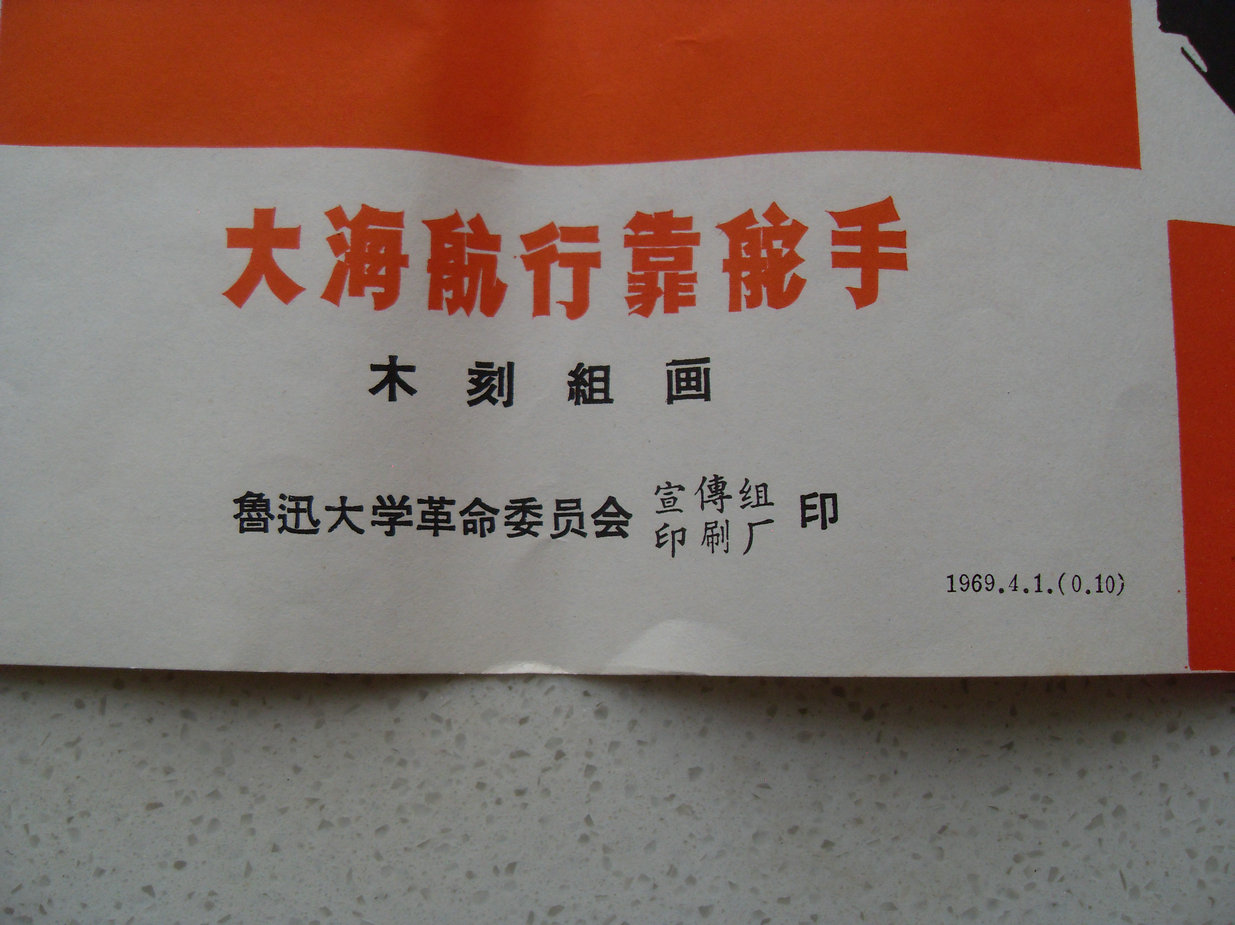 大海航行靠舵手
木刻組画
魯迅大学革命委员会 宣傳组 印刷厂 印
1969.4.1.(0.10)